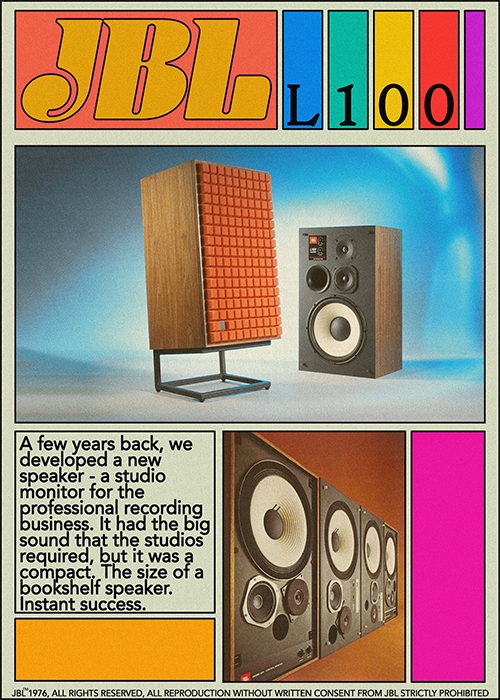 JBL
L100
A few years back, we
developed a new
speaker - a studio
monitor for the
professional recording
business. It had the big
sound that the studios
required, but it was a
compact. The size of a
bookshelf speaker.
Instant success.
JBL™1976, ALL RIGHTS RESERVED, ALL REPRODUCTION WITHOUT WRITTEN CONSENT FROM JBL STRICTLY PROHIBITED